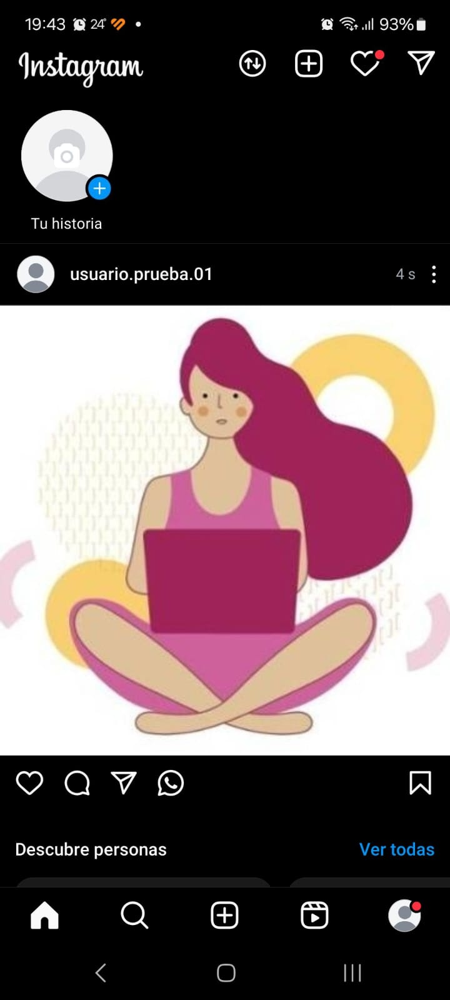 19:43 24°
93%
Instagram
Tu historia
usuario.prueba.01 4 s
Descubre personas Ver todas